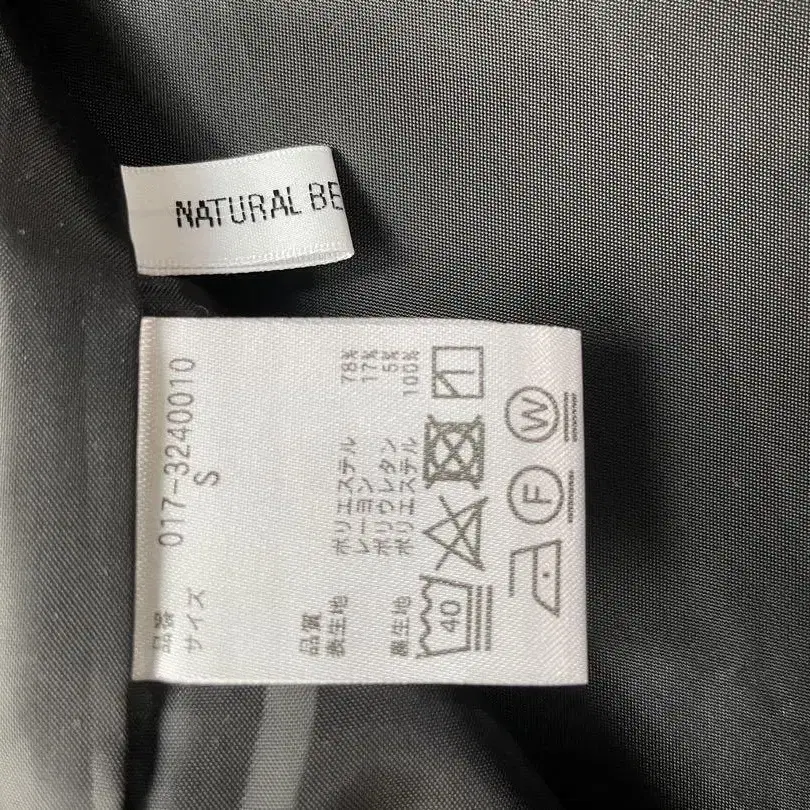 NATURAL BE
品番 017-3240010
サイズ S
品質
表生地 ポリエステル 78%
レーヨン 17%
ポリウレタン 5%
裏生地 ポリエステル 100%
40
F
W